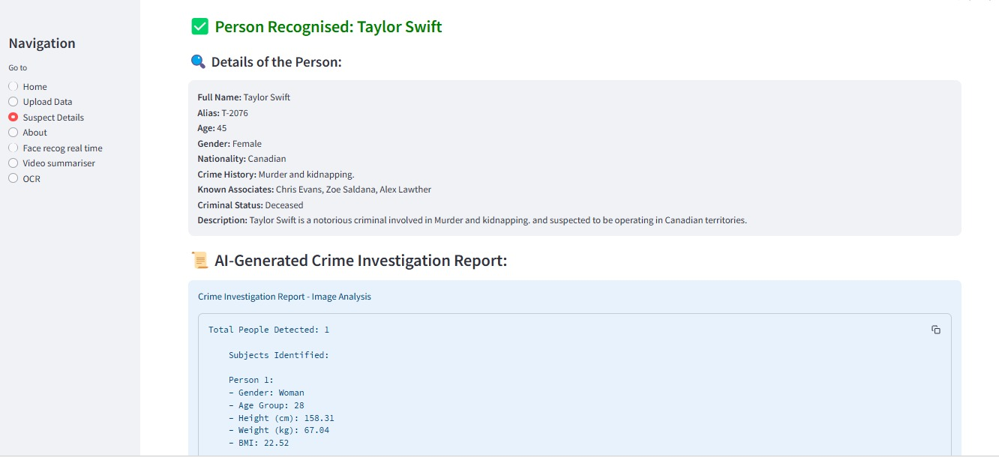 Navigation
Go to
Home
Upload Data
Suspect Details
About
Face recog real time
Video summariser
OCR
✅ Person Recognised: Taylor Swift
🔍 Details of the Person:
Full Name: Taylor Swift
Alias: T-2076
Age: 45
Gender: Female
Nationality: Canadian
Crime History: Murder and kidnapping.
Known Associates: Chris Evans, Zoe Saldana, Alex Lawther
Criminal Status: Deceased
Description: Taylor Swift is a notorious criminal involved in Murder and kidnapping. and suspected to be operating in Canadian territories.
📜 AI-Generated Crime Investigation Report:
Crime Investigation Report - Image Analysis
Total People Detected: 1
Subjects Identified:
Person 1:
- Gender: Woman
- Age Group: 28
- Height (cm): 158.31
- Weight (kg): 67.04
- BMI: 22.52